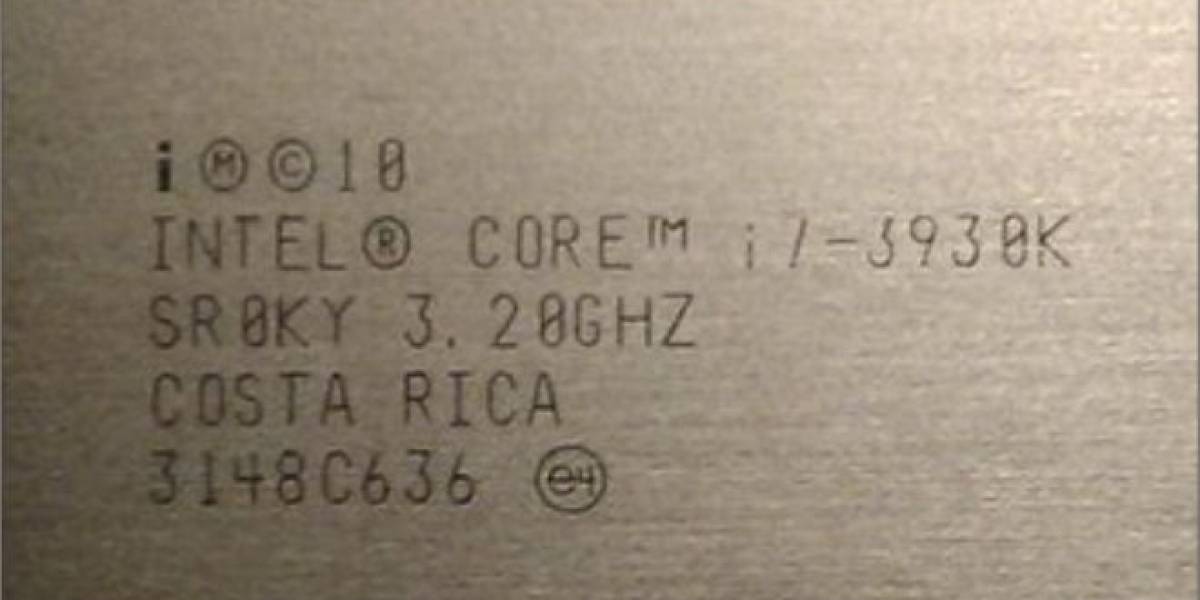 i Ⓜ©10
INTEL® CORE™ i7-3930K
SR0KY 3.20GHZ
COSTA RICA
3148C636 e4